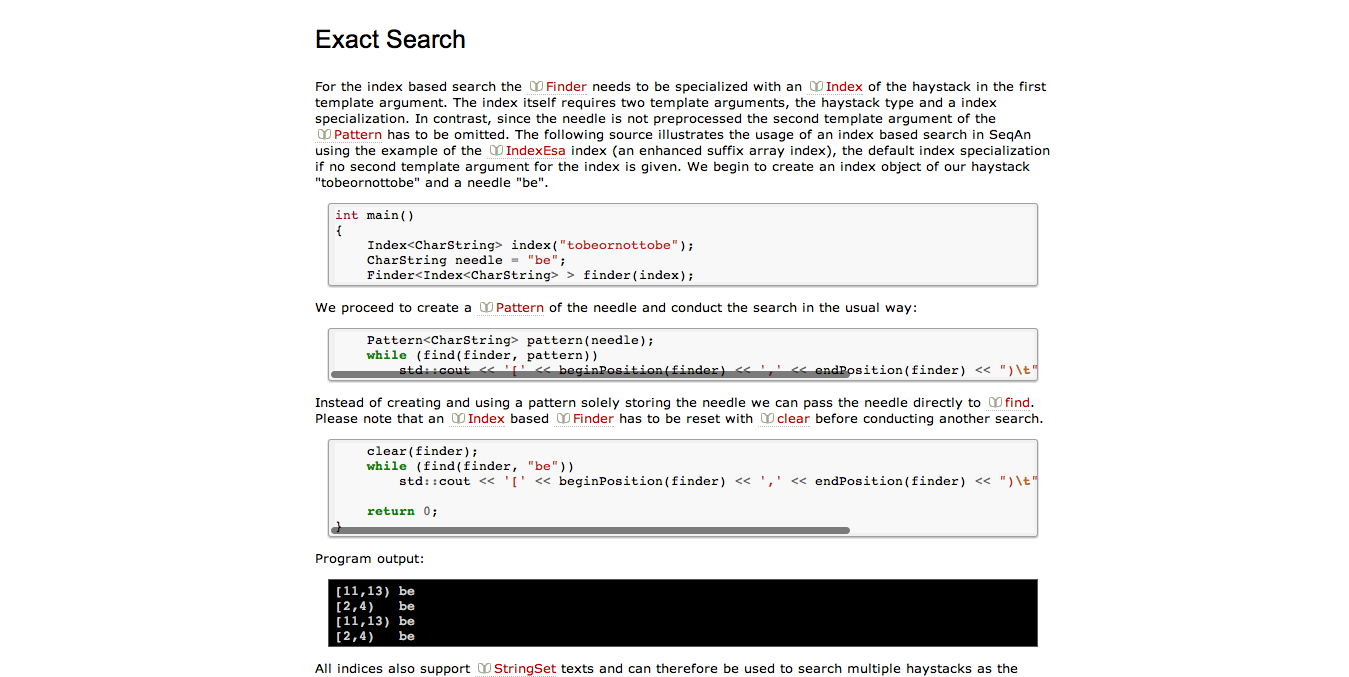 Exact Search
For the index based search the Finder needs to be specialized with an Index of the haystack in the first
template argument. The index itself requires two template arguments, the haystack type and a index
specialization. In contrast, since the needle is not preprocessed the second template argument of the
Pattern has to be omitted. The following source illustrates the usage of an index based search in SeqAn
using the example of the IndexEsa index (an enhanced suffix array index), the default index specialization
if no second template argument for the index is given. We begin to create an index object of our haystack
"tobeornottobe" and a needle "be".
int main()
{
    Index<CharString> index("tobeornottobe");
    CharString needle = "be";
    Finder<Index<CharString> > finder(index);
We proceed to create a Pattern of the needle and conduct the search in the usual way:
    Pattern<CharString> pattern(needle);
    while (find(finder, pattern))
        std::cout << '[' << beginPosition(finder) << ',' << endPosition(finder) << ")\t"
Instead of creating and using a pattern solely storing the needle we can pass the needle directly to find.
Please note that an Index based Finder has to be reset with clear before conducting another search.
    clear(finder);
    while (find(finder, "be"))
        std::cout << '[' << beginPosition(finder) << ',' << endPosition(finder) << ")\t"
    return 0;
}
Program output:
[11,13) be
[2,4)   be
[11,13) be
[2,4)   be
All indices also support StringSet texts and can therefore be used to search multiple haystacks as the